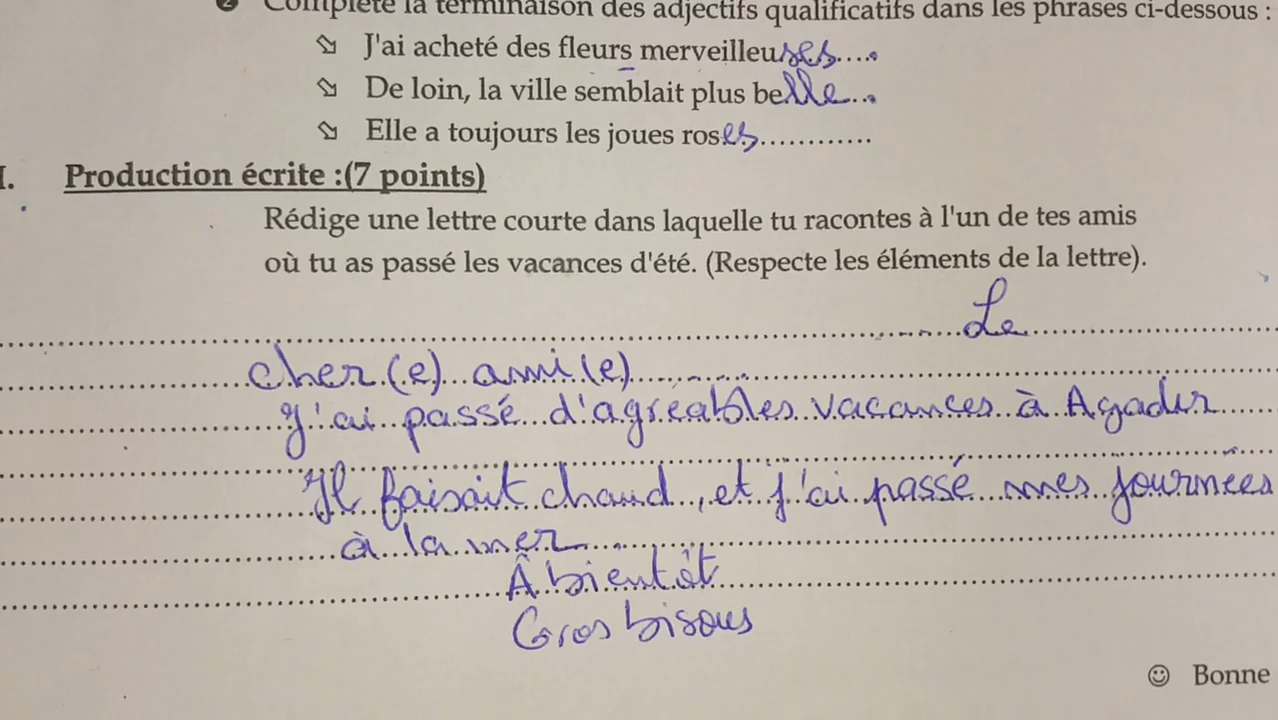 ❷ Complète la terminaison des adjectifs qualificatifs dans les phrases ci-dessous :
J'ai acheté des fleurs merveilleuses....
De loin, la ville semblait plus belle...
Elle a toujours les joues roses............
I. Production écrite :(7 points)
Rédige une lettre courte dans laquelle tu racontes à l'un de tes amis
où tu as passé les vacances d'été. (Respecte les éléments de la lettre).
Le
cher(e) ami(e)
J'ai passé d'agréables vacances à Agadir
Il faisait chaud, et j'ai passé mes journées
à la mer
À bientôt
Gros bisous
☺ Bonne